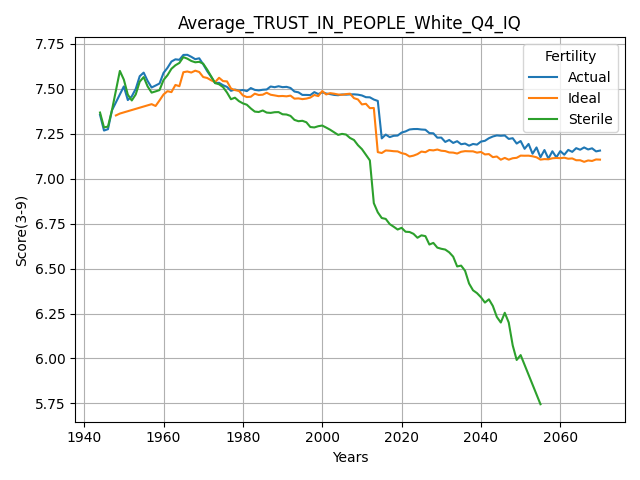 Average_TRUST_IN_PEOPLE_White_Q4_IQ
Fertility
Actual
Ideal
Sterile
Score(3-9)
7.75
7.50
7.25
7.00
6.75
6.50
6.25
6.00
5.75
1940 1960 1980 2000 2020 2040 2060
Years